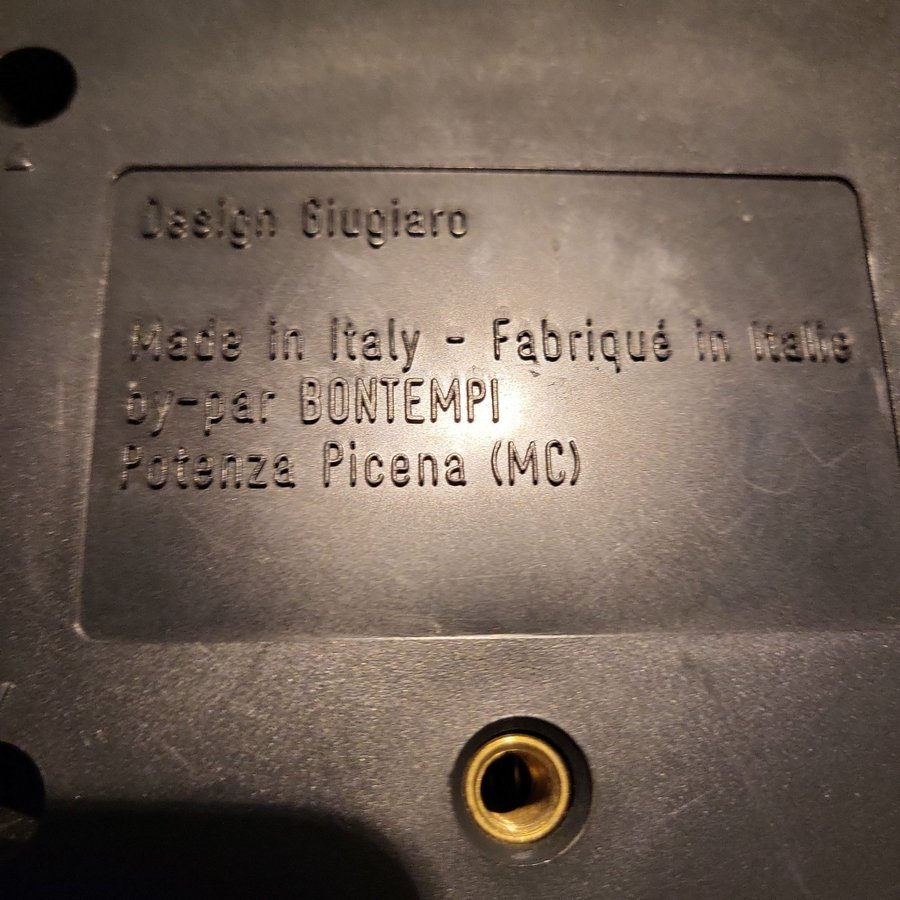 Design Giugiaro
Made in Italy - Fabriqué in Italie
by-par BONTEMPI
Potenza Picena (MC)